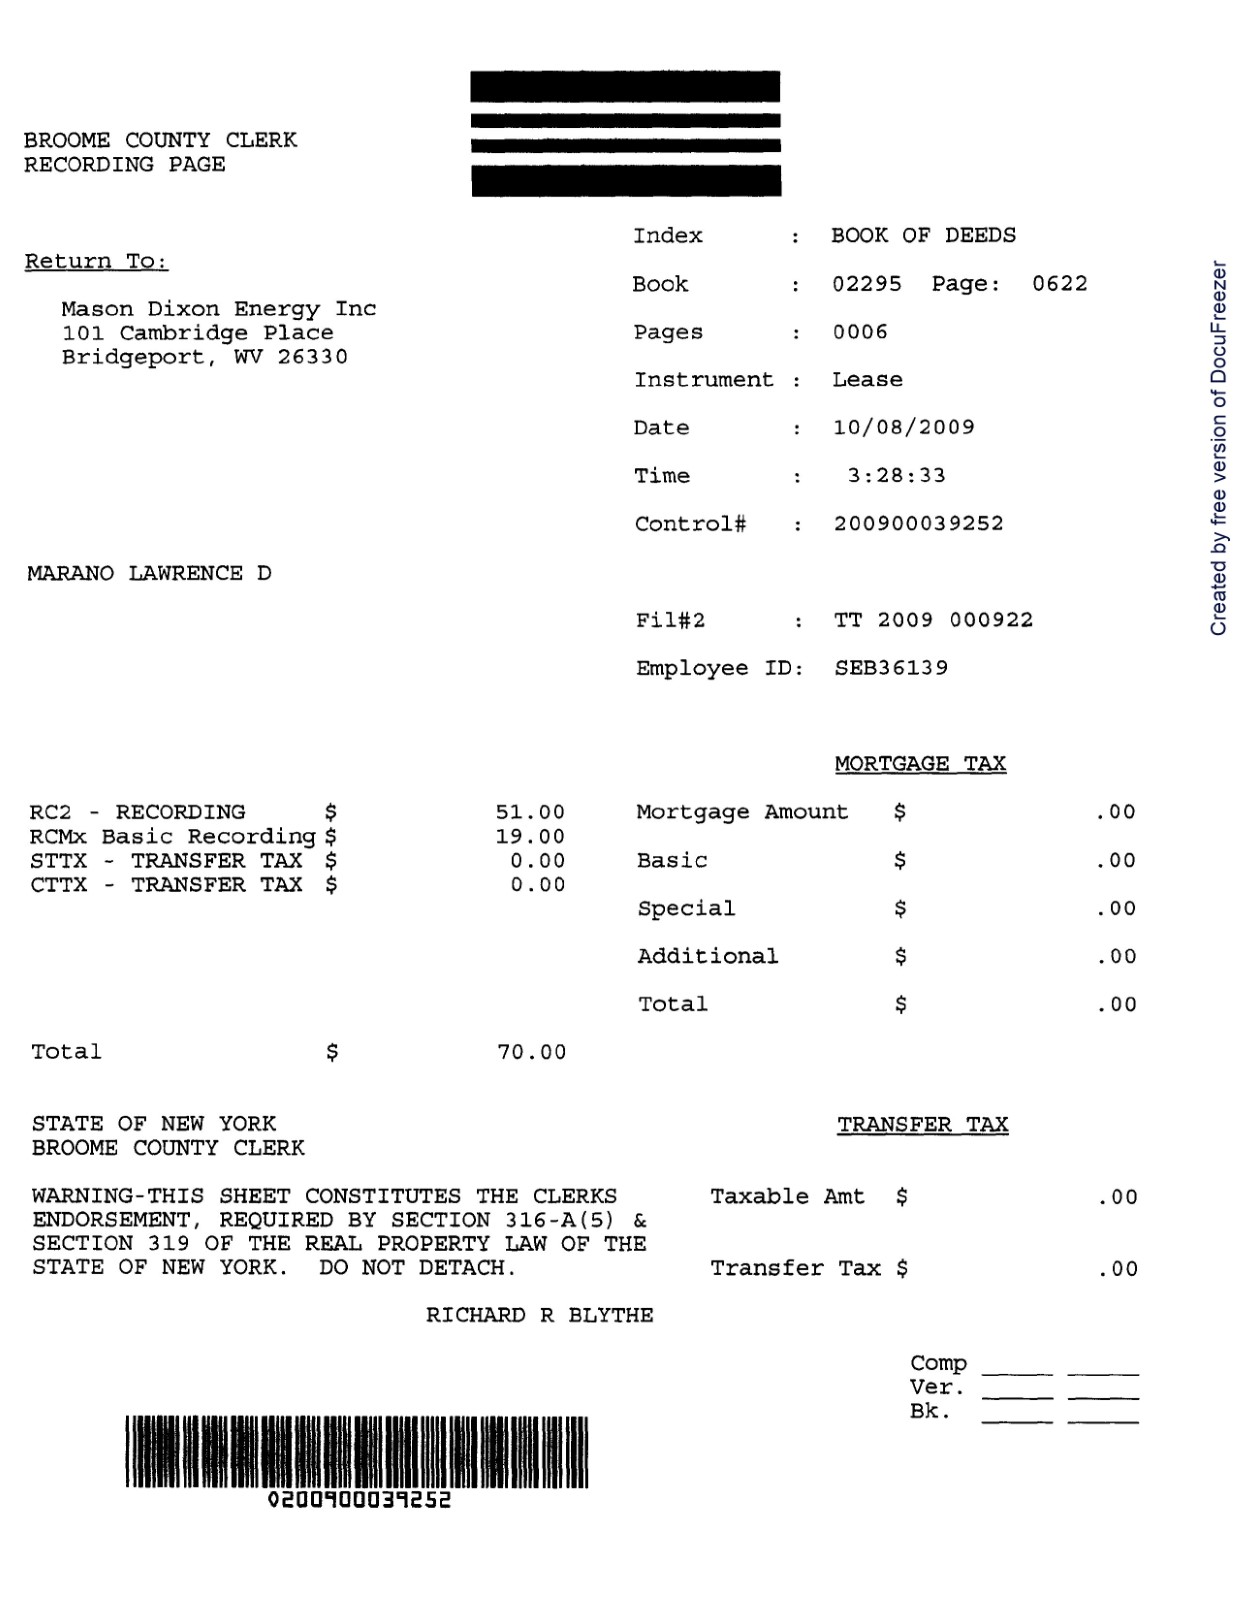 BROOME COUNTY CLERK
RECORDING PAGE
Return To:
Mason Dixon Energy Inc
101 Cambridge Place
Bridgeport, WV 26330
Index : BOOK OF DEEDS
Book : 02295 Page: 0622
Pages : 0006
Instrument : Lease
Date : 10/08/2009
Time : 3:28:33
Control# : 200900039252
MARANO LAWRENCE D
Fil#2 : TT 2009 000922
Employee ID: SEB36139
RC2 - RECORDING $ 51.00
RCMx Basic Recording $ 19.00
STTX - TRANSFER TAX $ 0.00
CTTX - TRANSFER TAX $ 0.00
Total $ 70.00
MORTGAGE TAX
Mortgage Amount $ .00
Basic $ .00
Special $ .00
Additional $ .00
Total $ .00
STATE OF NEW YORK
BROOME COUNTY CLERK
WARNING-THIS SHEET CONSTITUTES THE CLERKS
ENDORSEMENT, REQUIRED BY SECTION 316-A(5) &
SECTION 319 OF THE REAL PROPERTY LAW OF THE
STATE OF NEW YORK. DO NOT DETACH.
RICHARD R BLYTHE
TRANSFER TAX
Taxable Amt $ .00
Transfer Tax $ .00
Comp
Ver.
Bk.
0200900039252
Created by free version of DocuFreezer